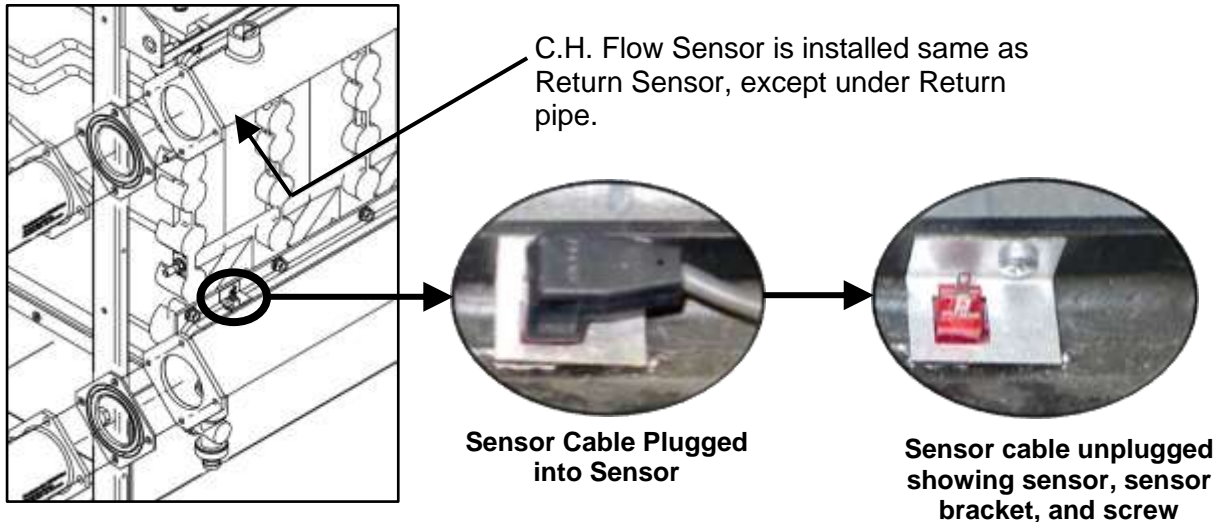 C.H. Flow Sensor is installed same as
Return Sensor, except under Return
pipe.
Sensor Cable Plugged
into Sensor
Sensor cable unplugged
showing sensor, sensor
bracket, and screw